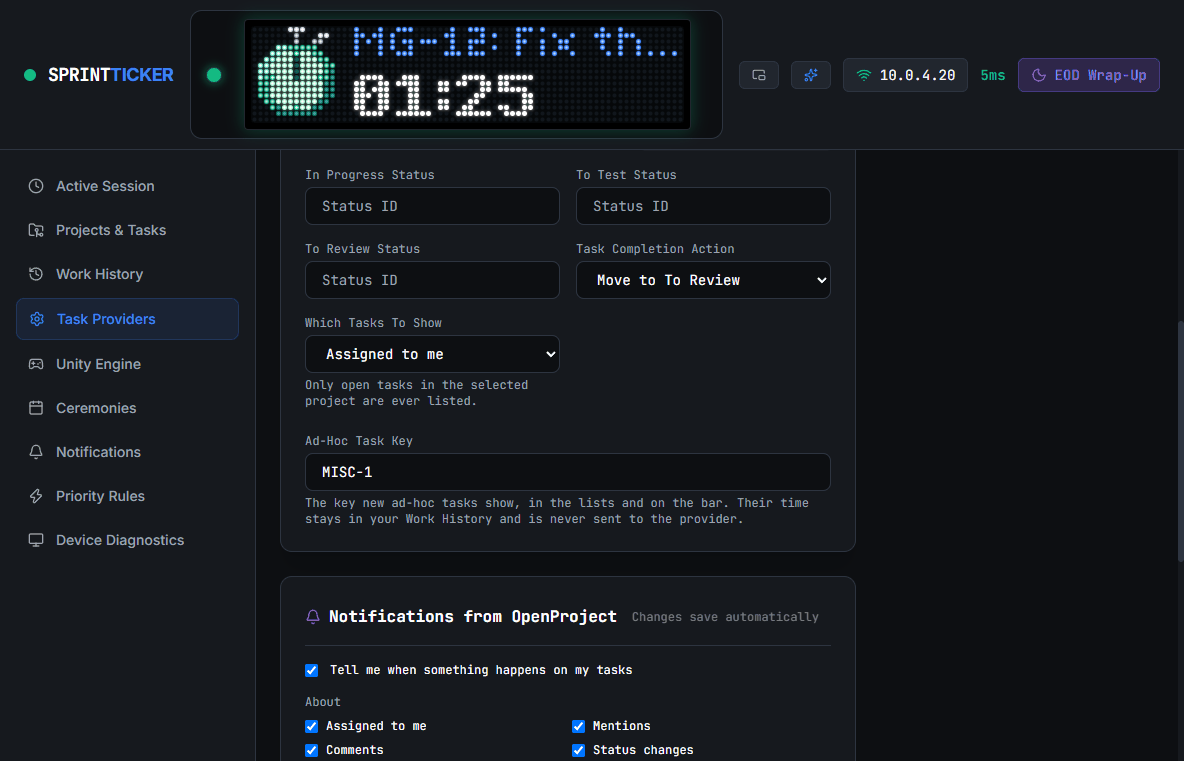 SPRINTTICKER
MG-12: Fix th...
01:25
10.0.4.20
5ms
EOD Wrap-Up
Active Session
Projects & Tasks
Work History
Task Providers
Unity Engine
Ceremonies
Notifications
Priority Rules
Device Diagnostics
In Progress Status
To Test Status
Status ID
Status ID
To Review Status
Task Completion Action
Status ID
Move to To Review
Which Tasks To Show
Assigned to me
Only open tasks in the selected
project are ever listed.
Ad-Hoc Task Key
MISC-1
The key new ad-hoc tasks show, in the lists and on the bar. Their time
stays in your Work History and is never sent to the provider.
Notifications from OpenProject
Changes save automatically
Tell me when something happens on my tasks
About
Assigned to me
Mentions
Comments
Status changes